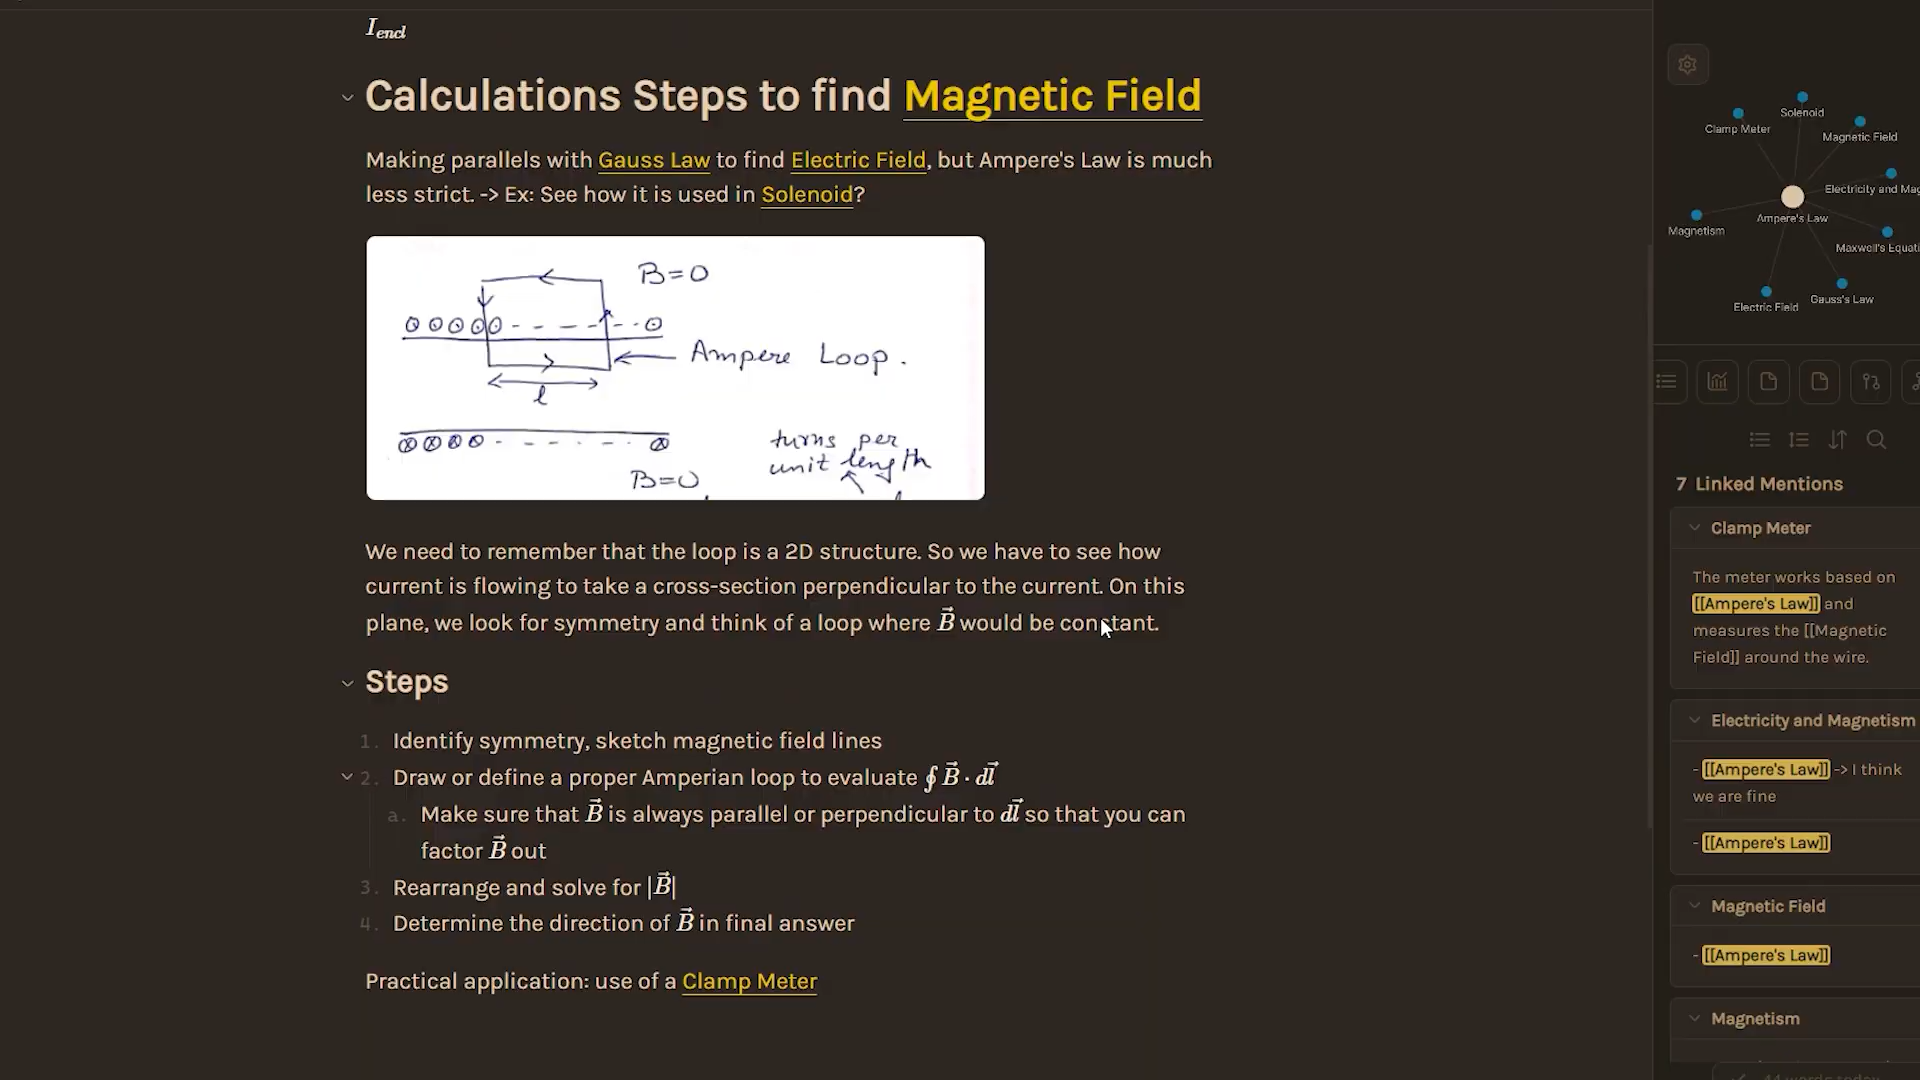 I_encl
Calculations Steps to find Magnetic Field
Making parallels with Gauss Law to find Electric Field, but Ampere's Law is much
less strict. -> Ex: See how it is used in Solenoid?
B=0
Ampere Loop.
l
turns per
unit length
B=0
We need to remember that the loop is a 2D structure. So we have to see how
current is flowing to take a cross-section perpendicular to the current. On this
plane, we look for symmetry and think of a loop where B⃗ would be constant.
Steps
1. Identify symmetry, sketch magnetic field lines
2. Draw or define a proper Amperian loop to evaluate ∮ B⃗ · dl⃗
a. Make sure that B⃗ is always parallel or perpendicular to dl⃗ so that you can
factor B⃗ out
3. Rearrange and solve for |B⃗|
4. Determine the direction of B⃗ in final answer
Practical application: use of a Clamp Meter
Solenoid
Clamp Meter
Magnetic Field
Electricity and Mag
Ampere's Law
Magnetism
Maxwell's Equati
Gauss's Law
Electric Field
7 Linked Mentions
Clamp Meter
The meter works based on
[[Ampere's Law]] and
measures the [[Magnetic
Field]] around the wire.
Electricity and Magnetism
- [[Ampere's Law]] -> I think
we are fine
- [[Ampere's Law]]
Magnetic Field
- [[Ampere's Law]]
Magnetism